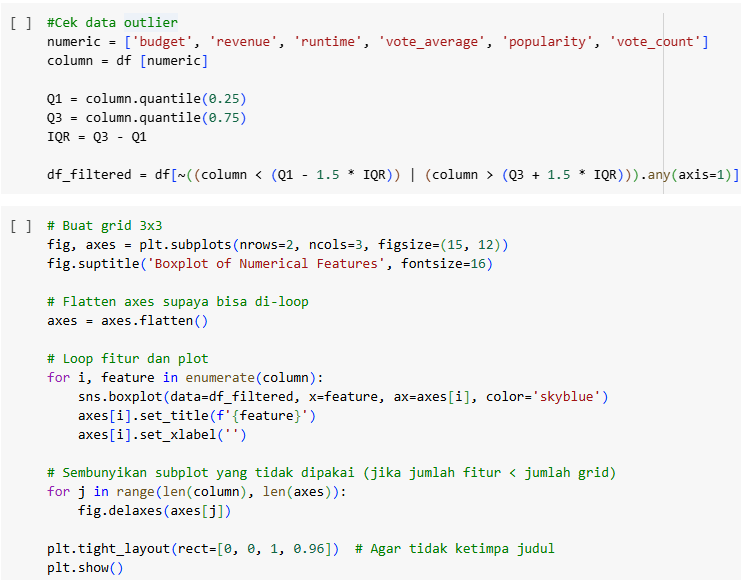 [ ] #Cek data outlier
numeric = ['budget', 'revenue', 'runtime', 'vote_average', 'popularity', 'vote_count']
column = df [numeric]
Q1 = column.quantile(0.25)
Q3 = column.quantile(0.75)
IQR = Q3 - Q1
df_filtered = df[~((column < (Q1 - 1.5 * IQR)) | (column > (Q3 + 1.5 * IQR))).any(axis=1)]
[ ] # Buat grid 3x3
fig, axes = plt.subplots(nrows=2, ncols=3, figsize=(15, 12))
fig.suptitle('Boxplot of Numerical Features', fontsize=16)
# Flatten axes supaya bisa di-loop
axes = axes.flatten()
# Loop fitur dan plot
for i, feature in enumerate(column):
    sns.boxplot(data=df_filtered, x=feature, ax=axes[i], color='skyblue')
    axes[i].set_title(f'{feature}')
    axes[i].set_xlabel('')
# Sembunyikan subplot yang tidak dipakai (jika jumlah fitur < jumlah grid)
for j in range(len(column), len(axes)):
    fig.delaxes(axes[j])
plt.tight_layout(rect=[0, 0, 1, 0.96])  # Agar tidak ketimpa judul
plt.show()